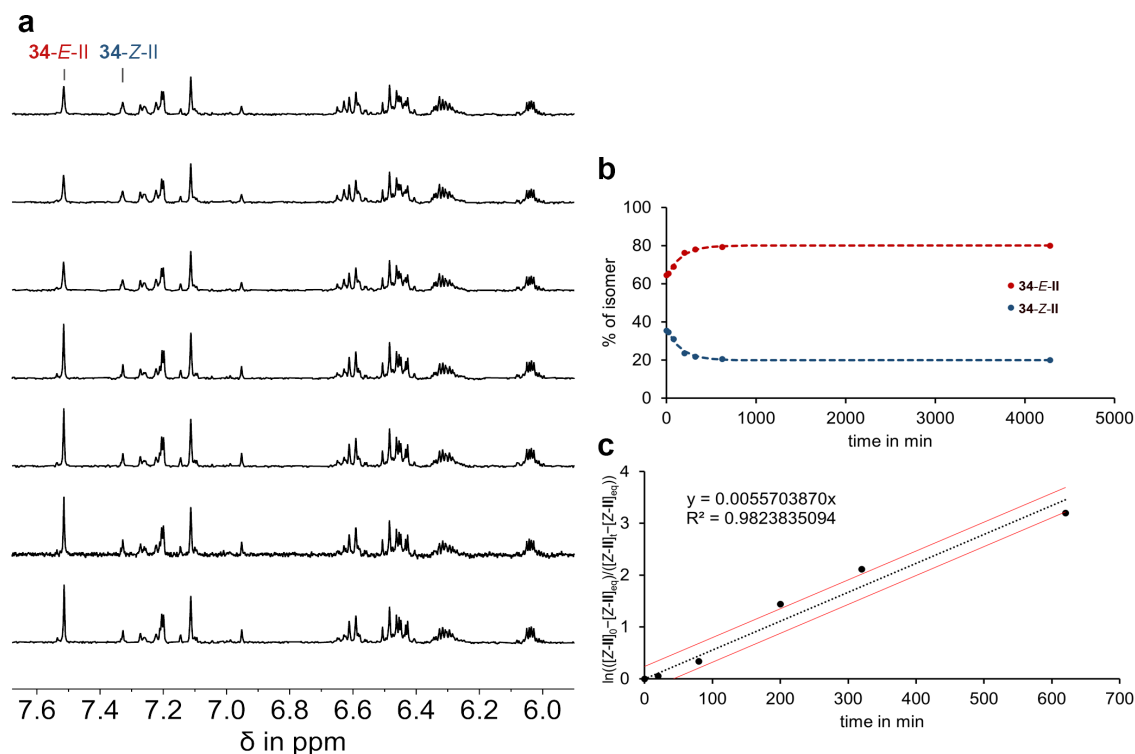 a
34-E-II 34-Z-II
7.6 7.4 7.2 7.0 6.8 6.6 6.4 6.2 6.0
δ in ppm
b
100
80
60
40
20
0
% of isomer
34-E-II
34-Z-II
0 1000 2000 3000 4000 5000
time in min
c
4
3
2
1
0
ln(([Z-II]0–[Z-II]eq)/([Z-II]t–[Z-II]eq))
y = 0.0055703870x
R² = 0.9823835094
0 100 200 300 400 500 600 700
time in min